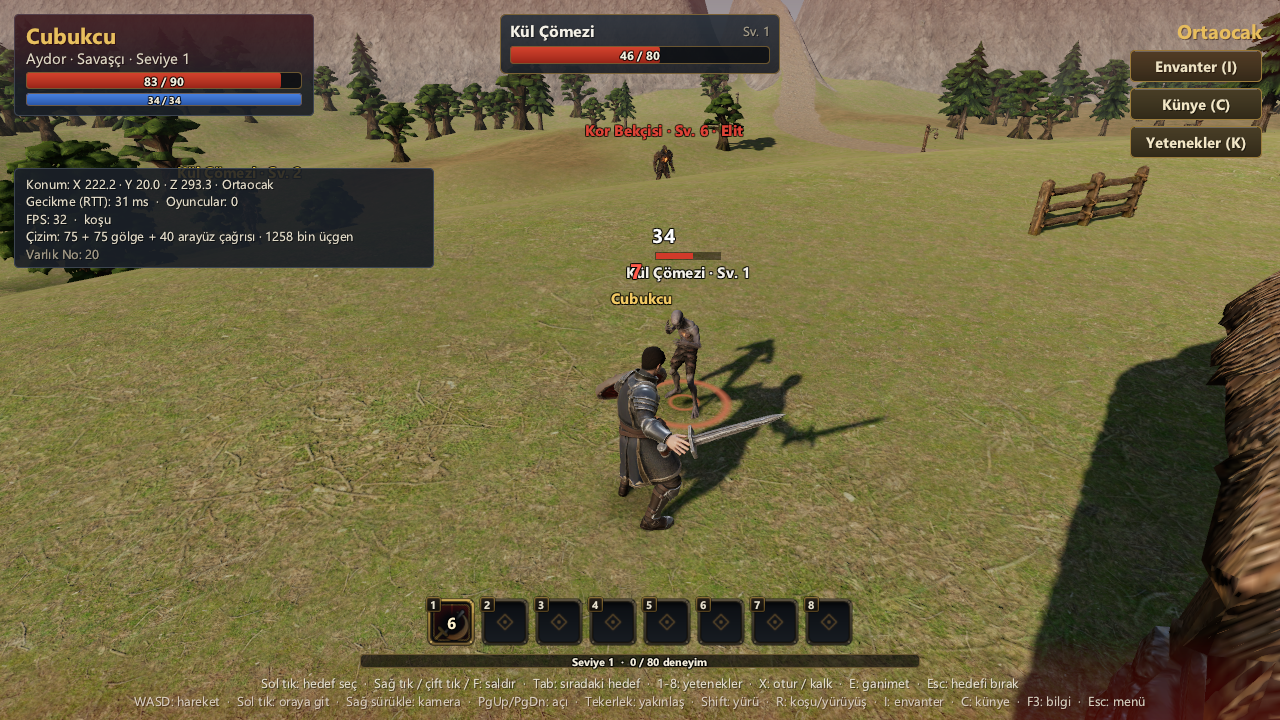 Cubukcu
Aydor · Savaşçı · Seviye 1
83 / 90
34 / 34
Kül Çömezi Sv. 1
46 / 80
Ortaocak
Envanter (I)
Künye (C)
Yetenekler (K)
Kor Bekçisi · Sv. 6 · Elit
Kül Çömezi · Sv. 2
Konum: X 222.2 · Y 20.0 · Z 293.3 · Ortaocak
Gecikme (RTT): 31 ms · Oyuncular: 0
FPS: 32 · koşu
Çizim: 75 + 75 gölge + 40 arayüz çağrısı · 1258 bin üçgen
Varlık No: 20
34
7
Kül Çömezi · Sv. 1
Cubukcu
1 2 3 4 5 6 7 8
6
Seviye 1 · 0 / 80 deneyim
Sol tık: hedef seç · Sağ tık / çift tık / F: saldır · Tab: sıradaki hedef · 1-8: yetenekler · X: otur / kalk · E: ganimet · Esc: hedefi bırak
WASD: hareket · Sol tık: oraya git · Sağ sürükle: kamera · PgUp/PgDn: açı · Tekerlek: yakınlaş · Shift: yürü · R: koşu/yürüyüş · I: envanter · C: künye · F3: bilgi · Esc: menü